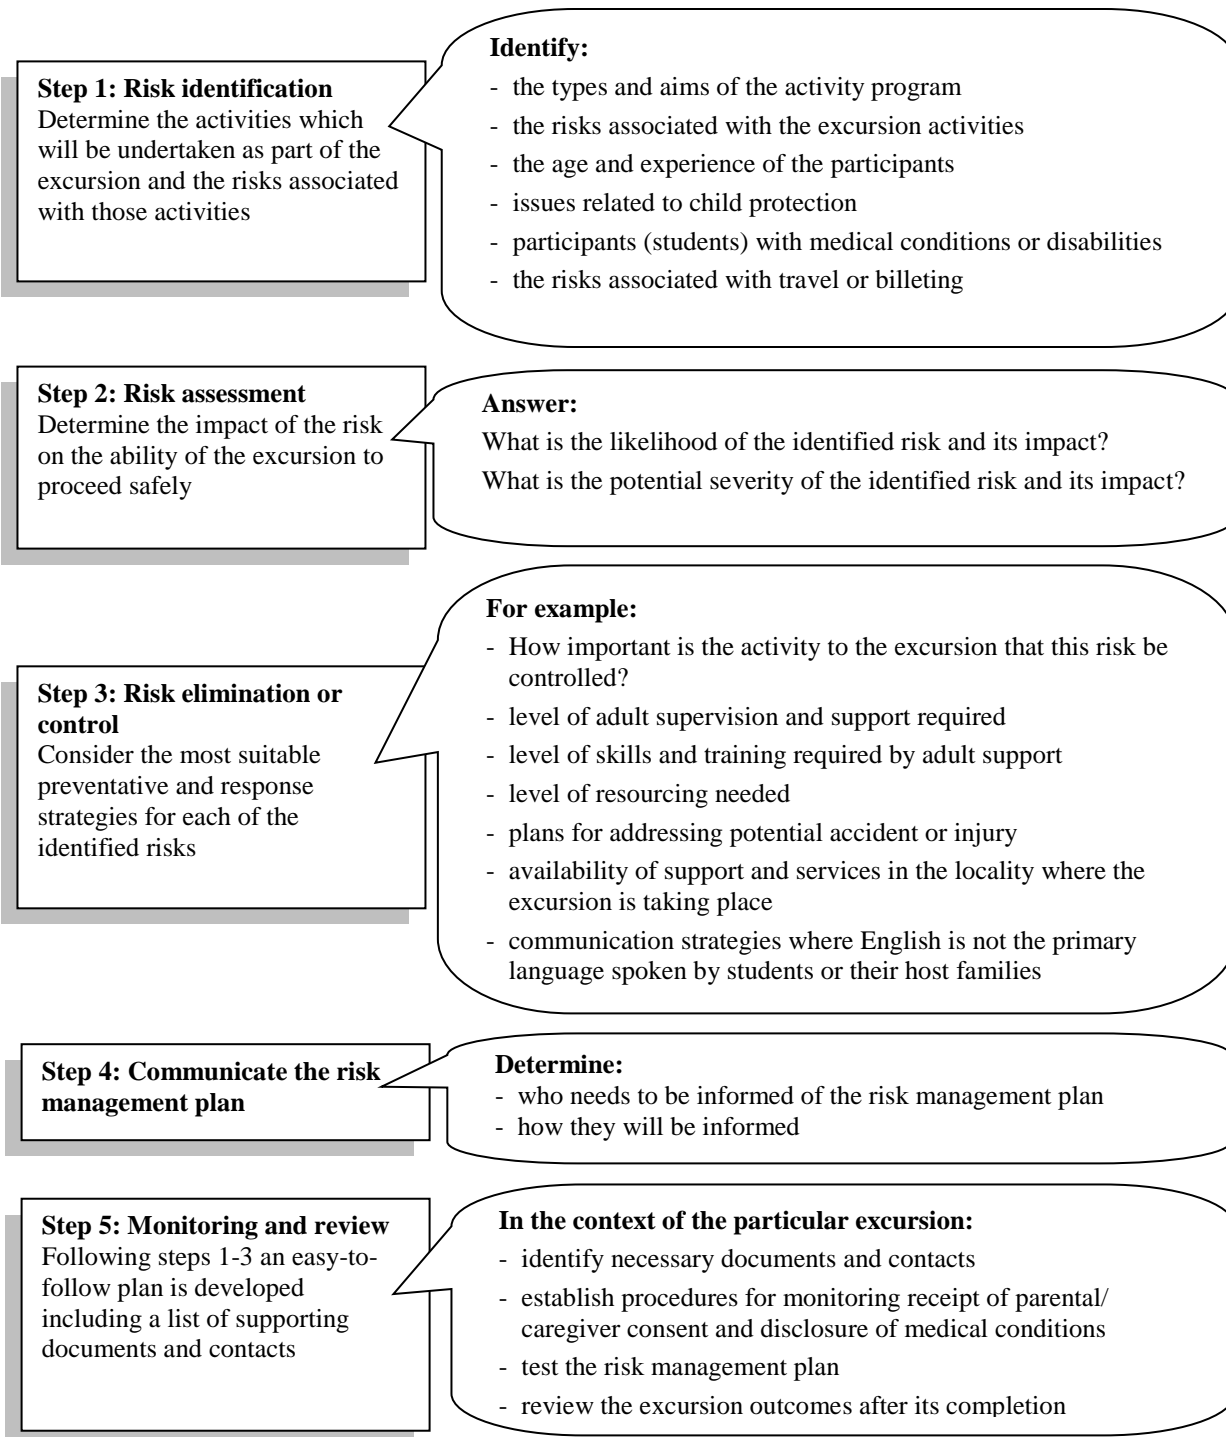 Step 1: Risk identification
Determine the activities which
will be undertaken as part of the
excursion and the risks associated
with those activities
Identify:
- the types and aims of the activity program
- the risks associated with the excursion activities
- the age and experience of the participants
- issues related to child protection
- participants (students) with medical conditions or disabilities
- the risks associated with travel or billeting
Step 2: Risk assessment
Determine the impact of the risk
on the ability of the excursion to
proceed safely
Answer:
What is the likelihood of the identified risk and its impact?
What is the potential severity of the identified risk and its impact?
Step 3: Risk elimination or
control
Consider the most suitable
preventative and response
strategies for each of the
identified risks
For example:
- How important is the activity to the excursion that this risk be
controlled?
- level of adult supervision and support required
- level of skills and training required by adult support
- level of resourcing needed
- plans for addressing potential accident or injury
- availability of support and services in the locality where the
excursion is taking place
- communication strategies where English is not the primary
language spoken by students or their host families
Step 4: Communicate the risk
management plan
Determine:
- who needs to be informed of the risk management plan
- how they will be informed
Step 5: Monitoring and review
Following steps 1-3 an easy-to-
follow plan is developed
including a list of supporting
documents and contacts
In the context of the particular excursion:
- identify necessary documents and contacts
- establish procedures for monitoring receipt of parental/
caregiver consent and disclosure of medical conditions
- test the risk management plan
- review the excursion outcomes after its completion